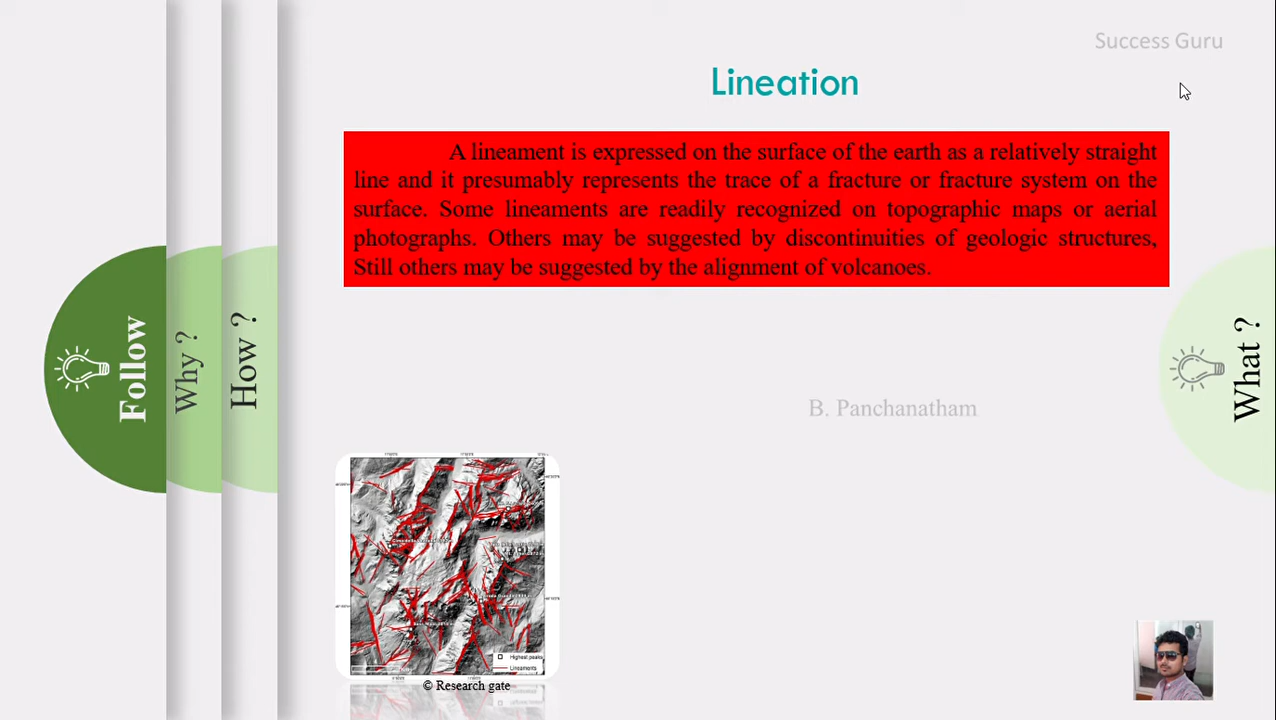 Success Guru
Lineation
A lineament is expressed on the surface of the earth as a relatively straight
line and it presumably represents the trace of a fracture or fracture system on the
surface. Some lineaments are readily recognized on topographic maps or aerial
photographs. Others may be suggested by discontinuities of geologic structures,
Still others may be suggested by the alignment of volcanoes.
Follow
Why ?
How ?
What ?
B. Panchanatham
Highest peaks
Lineaments
© Research gate